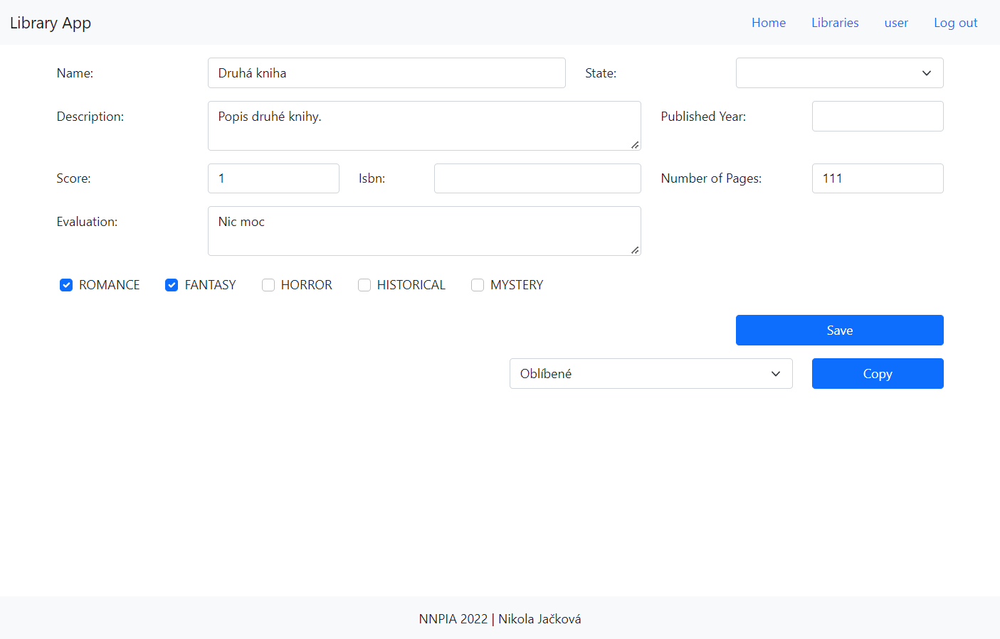 Library App Home Libraries user Log out
Name: Druhá kniha State:
Description: Popis druhé knihy. Published Year:
Score: 1 Isbn: Number of Pages: 111
Evaluation: Nic moc
ROMANCE FANTASY HORROR HISTORICAL MYSTERY
Save
Oblíbené Copy
NNPIA 2022 | Nikola Jačková